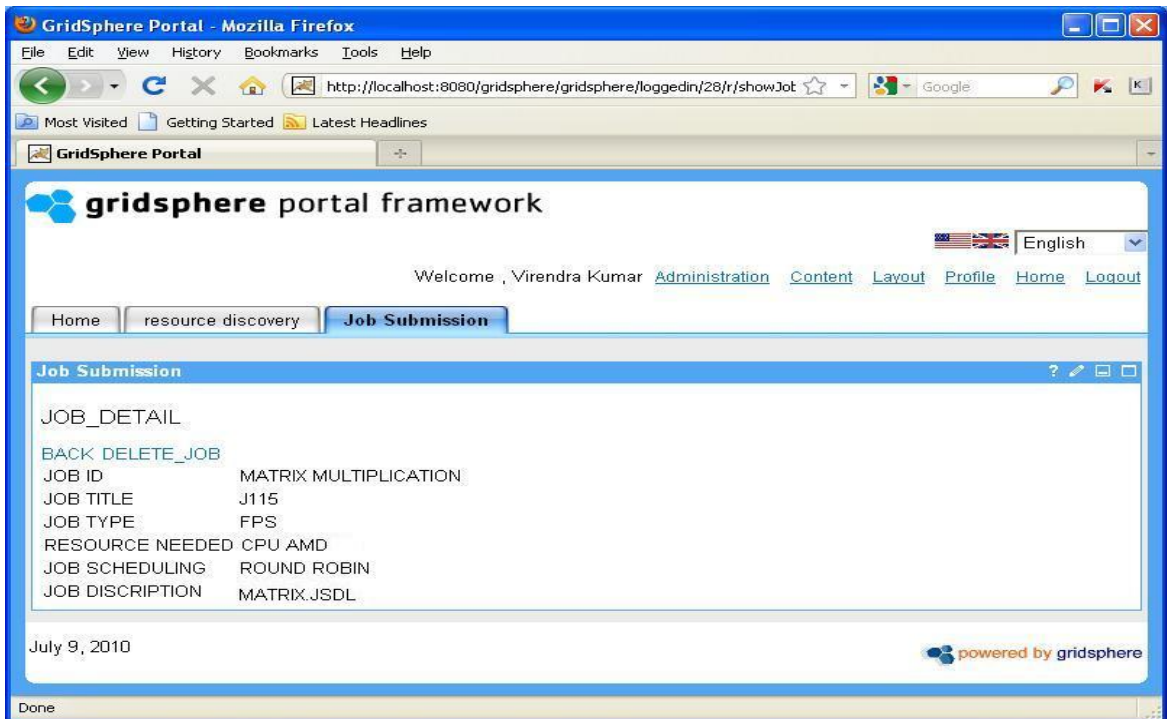 GridSphere Portal - Mozilla Firefox
File Edit View History Bookmarks Tools Help
http://localhost:8080/gridsphere/gridsphere/loggedin/28/r/showJob
Google
Most Visited Getting Started Latest Headlines
GridSphere Portal
gridsphere portal framework
English
Welcome , Virendra Kumar Administration Content Layout Profile Home Logout
Home resource discovery Job Submission
Job Submission ?
JOB_DETAIL
BACK DELETE_JOB
JOB ID MATRIX MULTIPLICATION
JOB TITLE J115
JOB TYPE FPS
RESOURCE NEEDED CPU AMD
JOB SCHEDULING ROUND ROBIN
JOB DISCRIPTION MATRIX.JSDL
July 9, 2010
powered by gridsphere
Done